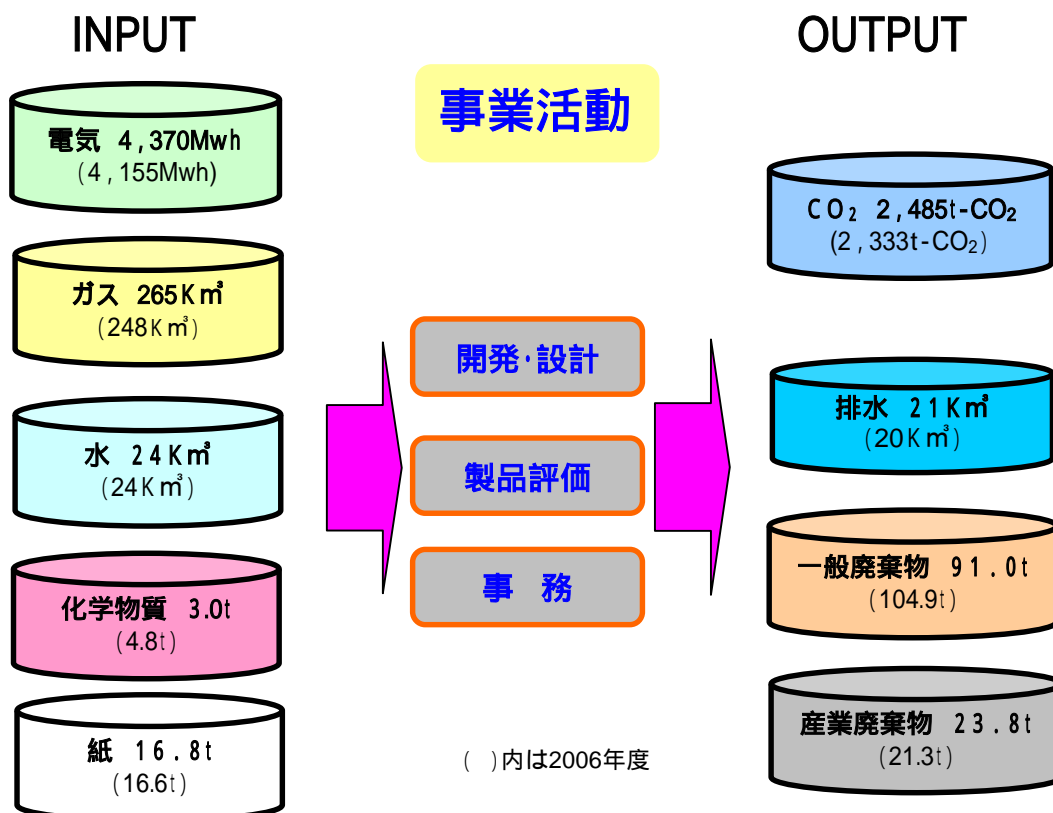 INPUT
電気 4,370Mwh
(4,155Mwh)
ガス 265K㎥
(248K㎥)
水 24K㎥
(24K㎥)
化学物質 3.0t
(4.8t)
紙 16.8t
(16.6t)
事業活動
開発・設計
製品評価
事 務
( )内は2006年度
OUTPUT
CO₂ 2,485t-CO₂
(2,333t-CO₂)
排水 21K㎥
(20K㎥)
一般廃棄物 91.0t
(104.9t)
産業廃棄物 23.8t
(21.3t)